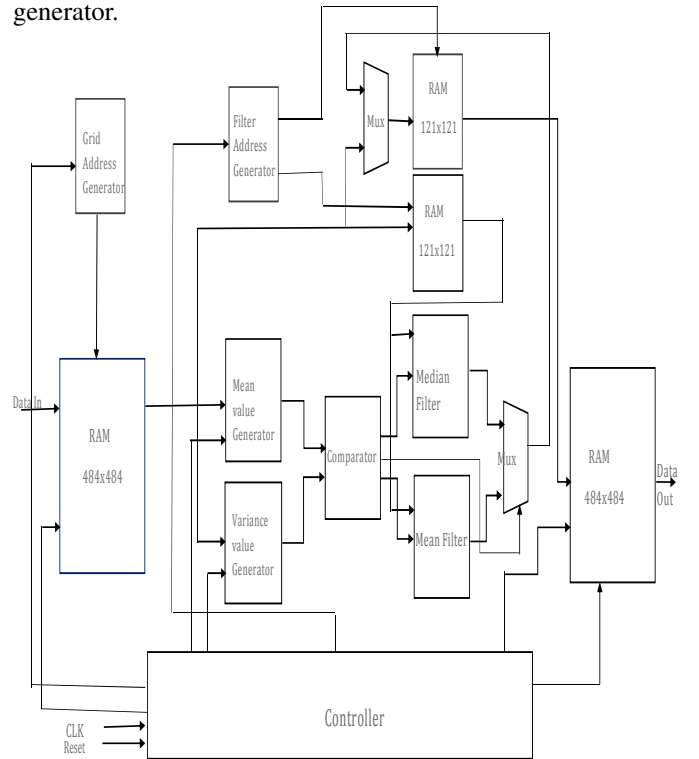 generator.
Grid
Address
Generator
Filter
Address
Generator
Mux
RAM
121x121
RAM
121x121
Data In
RAM
484x484
Mean
value
Generator
Variance
value
Generator
Comparator
Median
Filter
Mean Filter
Mux
RAM
484x484
Data
Out
Controller
CLK
Reset